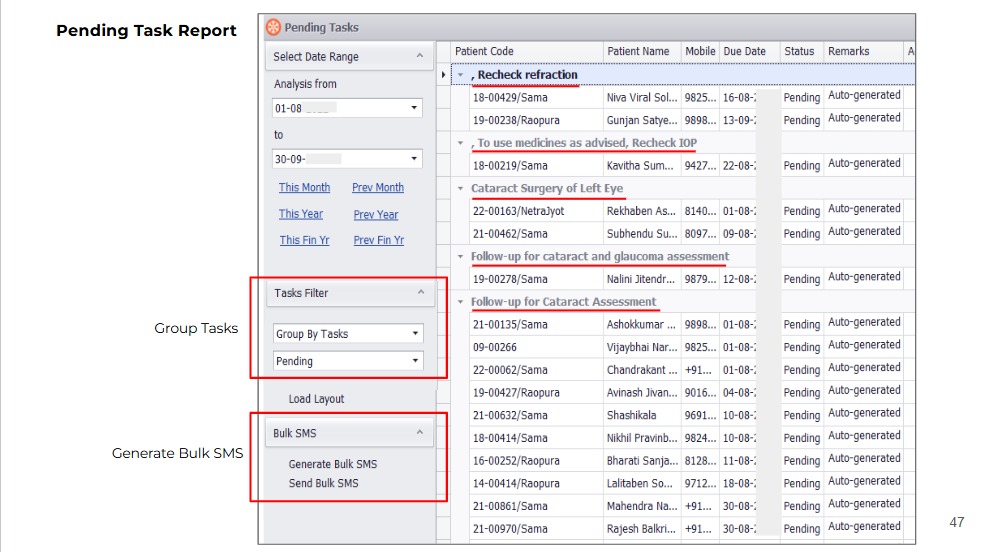 Pending Task Report
Pending Tasks
Select Date Range
Analysis from
01-08
to
30-09-
This Month Prev Month
This Year Prev Year
This Fin Yr Prev Fin Yr
Group Tasks
Tasks Filter
Group By Tasks
Pending
Load Layout
Generate Bulk SMS
Bulk SMS
Generate Bulk SMS
Send Bulk SMS
Patient Code Patient Name Mobile Due Date Status Remarks A
, Recheck refraction
18-00429/Sama Niva Viral Sol... 9825... 16-08- Pending Auto-generated
19-00238/Raopura Gunjan Satye... 9898... 13-09- Pending Auto-generated
, To use medicines as advised, Recheck IOP
18-00219/Sama Kavitha Sum... 9427... 22-08- Pending Auto-generated
Cataract Surgery of Left Eye
22-00163/NetraJyot Rekhaben As... 8140... 01-08- Pending Auto-generated
21-00462/Sama Subhendu Su... 8097... 09-08- Pending Auto-generated
Follow-up for cataract and glaucoma assessment
19-00278/Sama Nalini Jitendr... 9879... 12-08- Pending Auto-generated
Follow-up for Cataract Assessment
21-00135/Sama Ashokkumar ... 9898... 01-08- Pending Auto-generated
09-00266 Vijaybhai Nar... 9825... 01-08- Pending Auto-generated
22-00062/Sama Chandrakant ... +91... 01-08- Pending Auto-generated
19-00427/Raopura Avinash Jivan... 9016... 04-08- Pending Auto-generated
21-00632/Sama Shashikala 9691... 10-08- Pending Auto-generated
18-00414/Sama Nikhil Pravinb... 9824... 10-08- Pending Auto-generated
16-00252/Raopura Bharati Sanja... 8128... 11-08- Pending Auto-generated
14-00414/Raopura Lalitaben So... 9712... 18-08- Pending Auto-generated
21-00861/Sama Mahendra Na... +91... 30-08- Pending Auto-generated
21-00970/Sama Rajesh Balkri... +91... 30-08- Pending Auto-generated
47